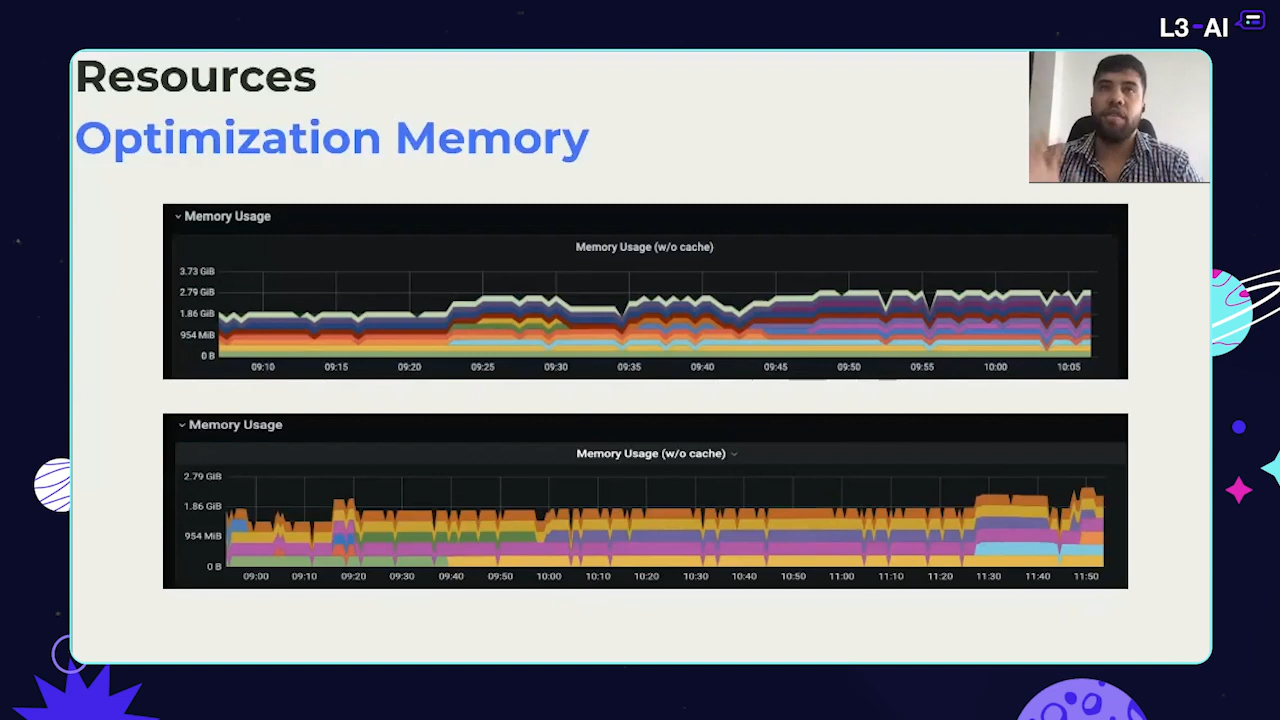 L3-AI
Resources
Optimization Memory
Memory Usage
Memory Usage (w/o cache)
3.73 GiB
2.79 GiB
1.86 GiB
954 MiB
0 B
09:10 09:15 09:20 09:25 09:30 09:35 09:40 09:45 09:50 09:55 10:00 10:05
Memory Usage
Memory Usage (w/o cache)
2.79 GiB
1.86 GiB
954 MiB
0 B
09:00 09:10 09:20 09:30 09:40 09:50 10:00 10:10 10:20 10:30 10:40 10:50 11:00 11:10 11:20 11:30 11:40 11:50